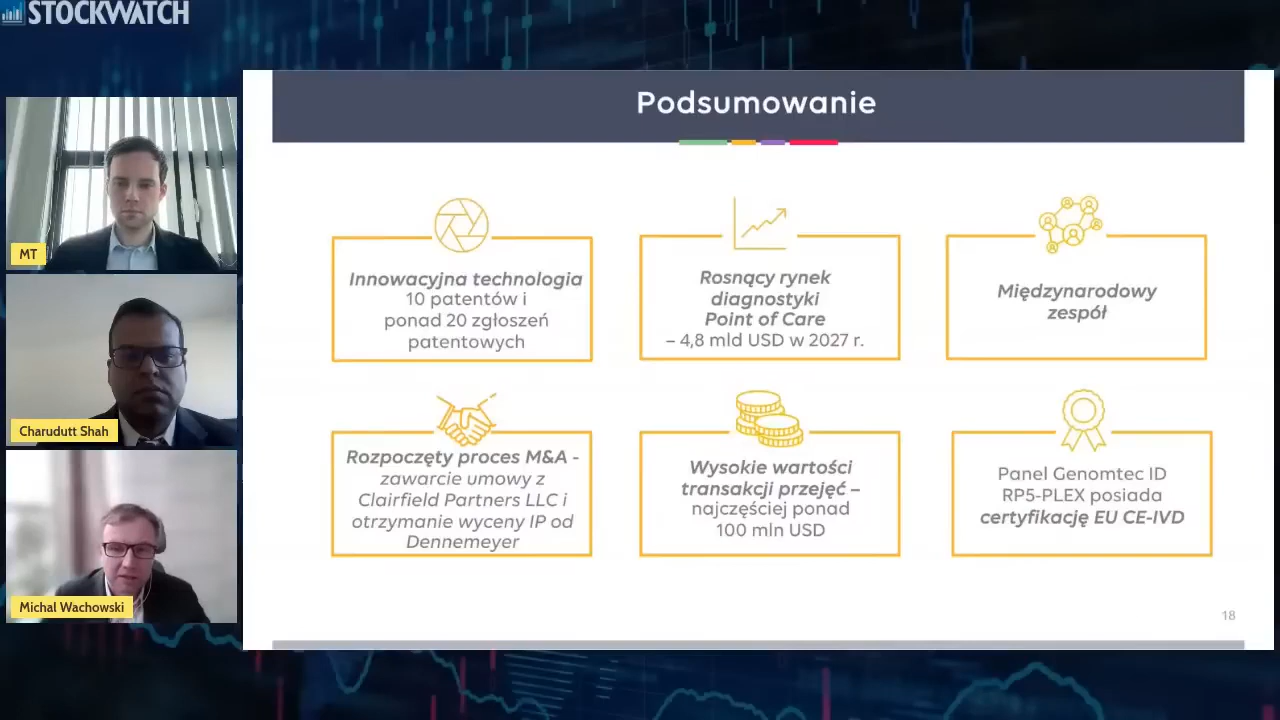 STOCKWATCH
MT
Charudutt Shah
Michal Wachowski
Podsumowanie
Innowacyjna technologia
10 patentów i
ponad 20 zgłoszeń
patentowych
Rosnący rynek
diagnostyki
Point of Care
– 4,8 mld USD w 2027 r.
Międzynarodowy
zespół
Rozpoczęty proces M&A -
zawarcie umowy z
Clairfield Partners LLC i
otrzymanie wyceny IP od
Dennemeyer
Wysokie wartości
transakcji przejęć –
najczęściej ponad
100 mln USD
Panel Genomtec ID
RP5-PLEX posiada
certyfikację EU CE-IVD
18